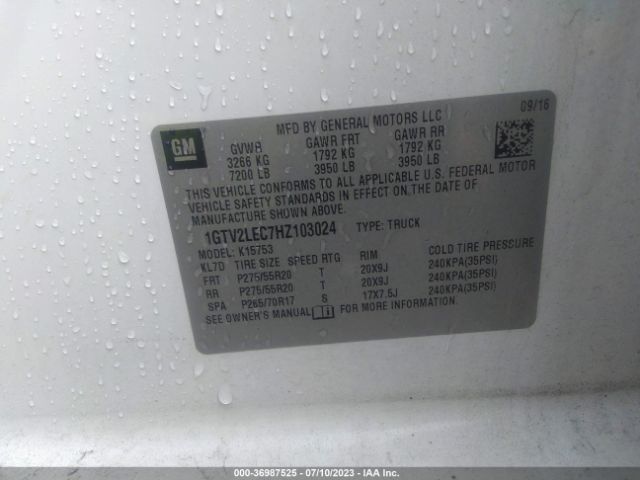 09/16
MFD BY GENERAL MOTORS LLC
GM
GVWR GAWR FRT GAWR RR
3266 KG 1792 KG 1792 KG
7200 LB 3950 LB 3950 LB
THIS VEHICLE CONFORMS TO ALL APPLICABLE U.S. FEDERAL MOTOR
VEHICLE SAFETY STANDARDS IN EFFECT ON THE DATE OF
MANUFACTURE SHOWN ABOVE.
1GTV2LEC7HZ103024 TYPE: TRUCK
MODEL: K15753
KL7D TIRE SIZE SPEED RTG RIM COLD TIRE PRESSURE
FRT P275/55R20 T 20X9J 240KPA(35PSI)
RR P275/55R20 T 20X9J 240KPA(35PSI)
SPA P265/70R17 S 17X7.5J 240KPA(35PSI)
SEE OWNER'S MANUAL i FOR MORE INFORMATION.
000-36987525 - 07/10/2023 - IAA Inc.